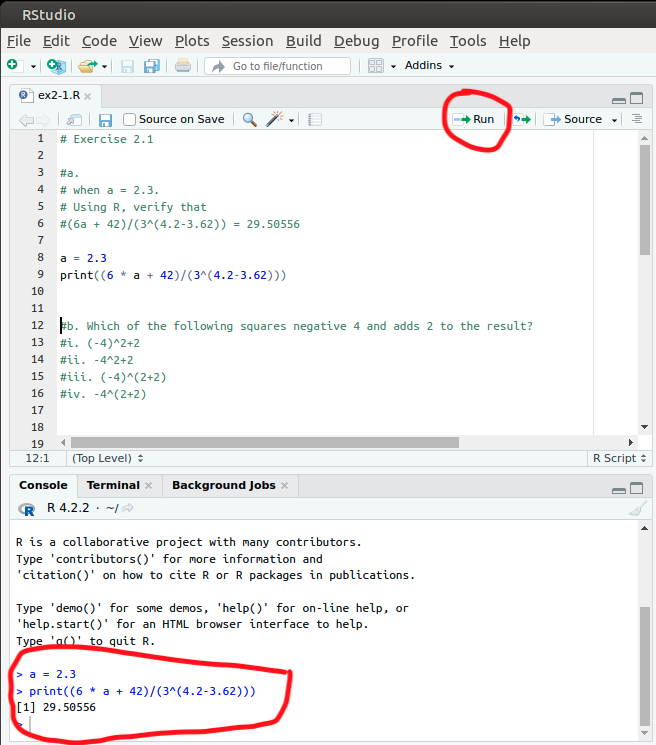 RStudio
File Edit Code View Plots Session Build Debug Profile Tools Help
Go to file/function Addins
ex2-1.R
Source on Save Run Source
1 # Exercise 2.1
2
3 #a.
4 # when a = 2.3.
5 # Using R, verify that
6 #(6a + 42)/(3^(4.2-3.62)) = 29.50556
7
8 a = 2.3
9 print((6 * a + 42)/(3^(4.2-3.62)))
10
11
12 #b. Which of the following squares negative 4 and adds 2 to the result?
13 #i. (-4)^2+2
14 #ii. -4^2+2
15 #iii. (-4)^(2+2)
16 #iv. -4^(2+2)
17
18
19
12:1 (Top Level) R Script
Console Terminal Background Jobs
R R 4.2.2 · ~/
R is a collaborative project with many contributors.
Type 'contributors()' for more information and
'citation()' on how to cite R or R packages in publications.
Type 'demo()' for some demos, 'help()' for on-line help, or
'help.start()' for an HTML browser interface to help.
Type 'q()' to quit R.
> a = 2.3
> print((6 * a + 42)/(3^(4.2-3.62)))
[1] 29.50556
>